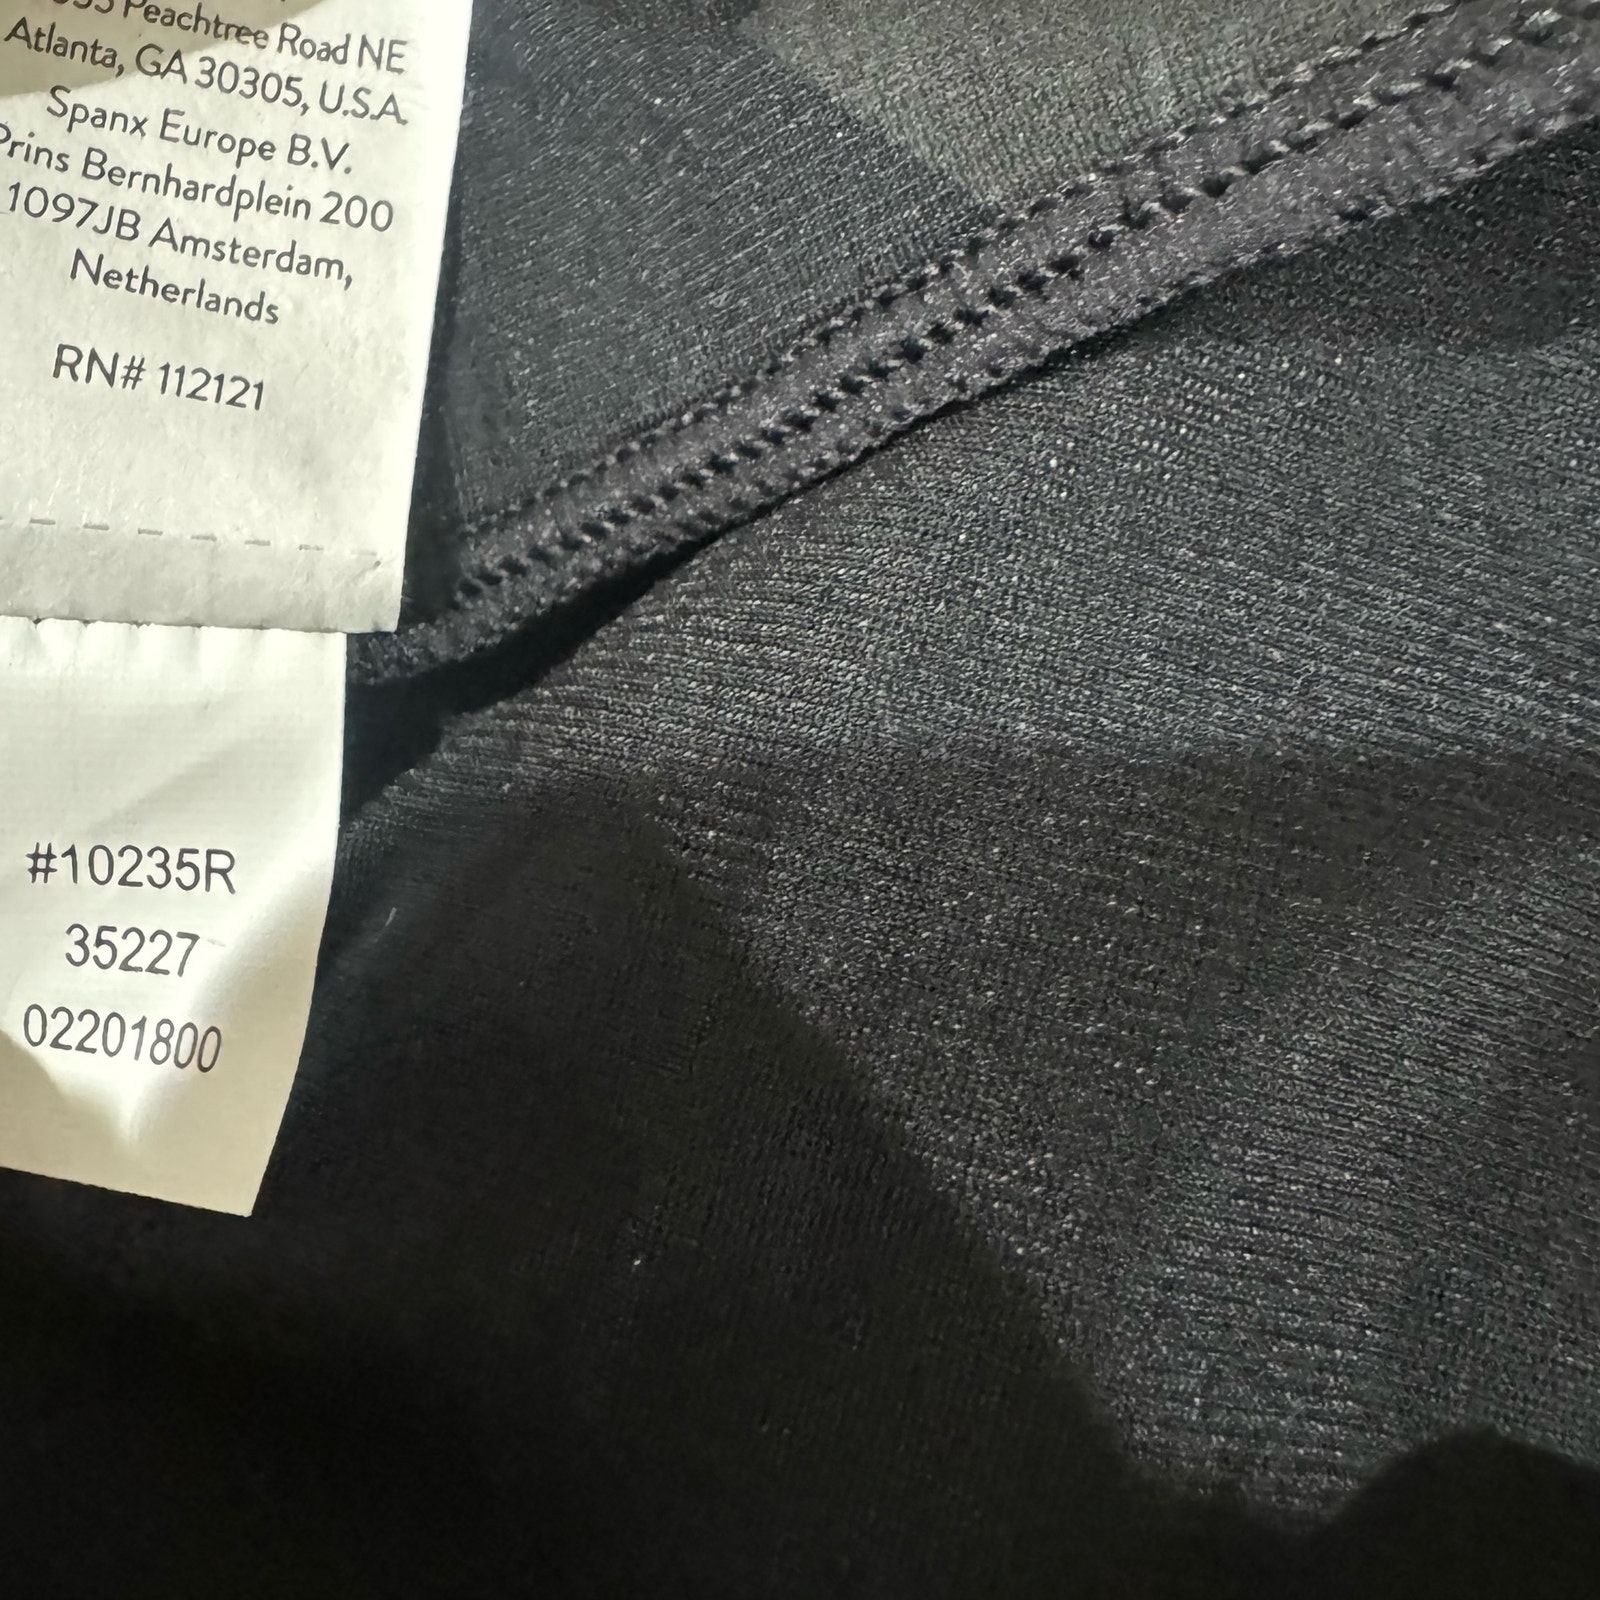 Peachtree Road NE
Atlanta, GA 30305, U.S.A.
Spanx Europe B.V.
Prins Bernhardplein 200
1097JB Amsterdam,
Netherlands
RN# 112121
#10235R
35227
02201800